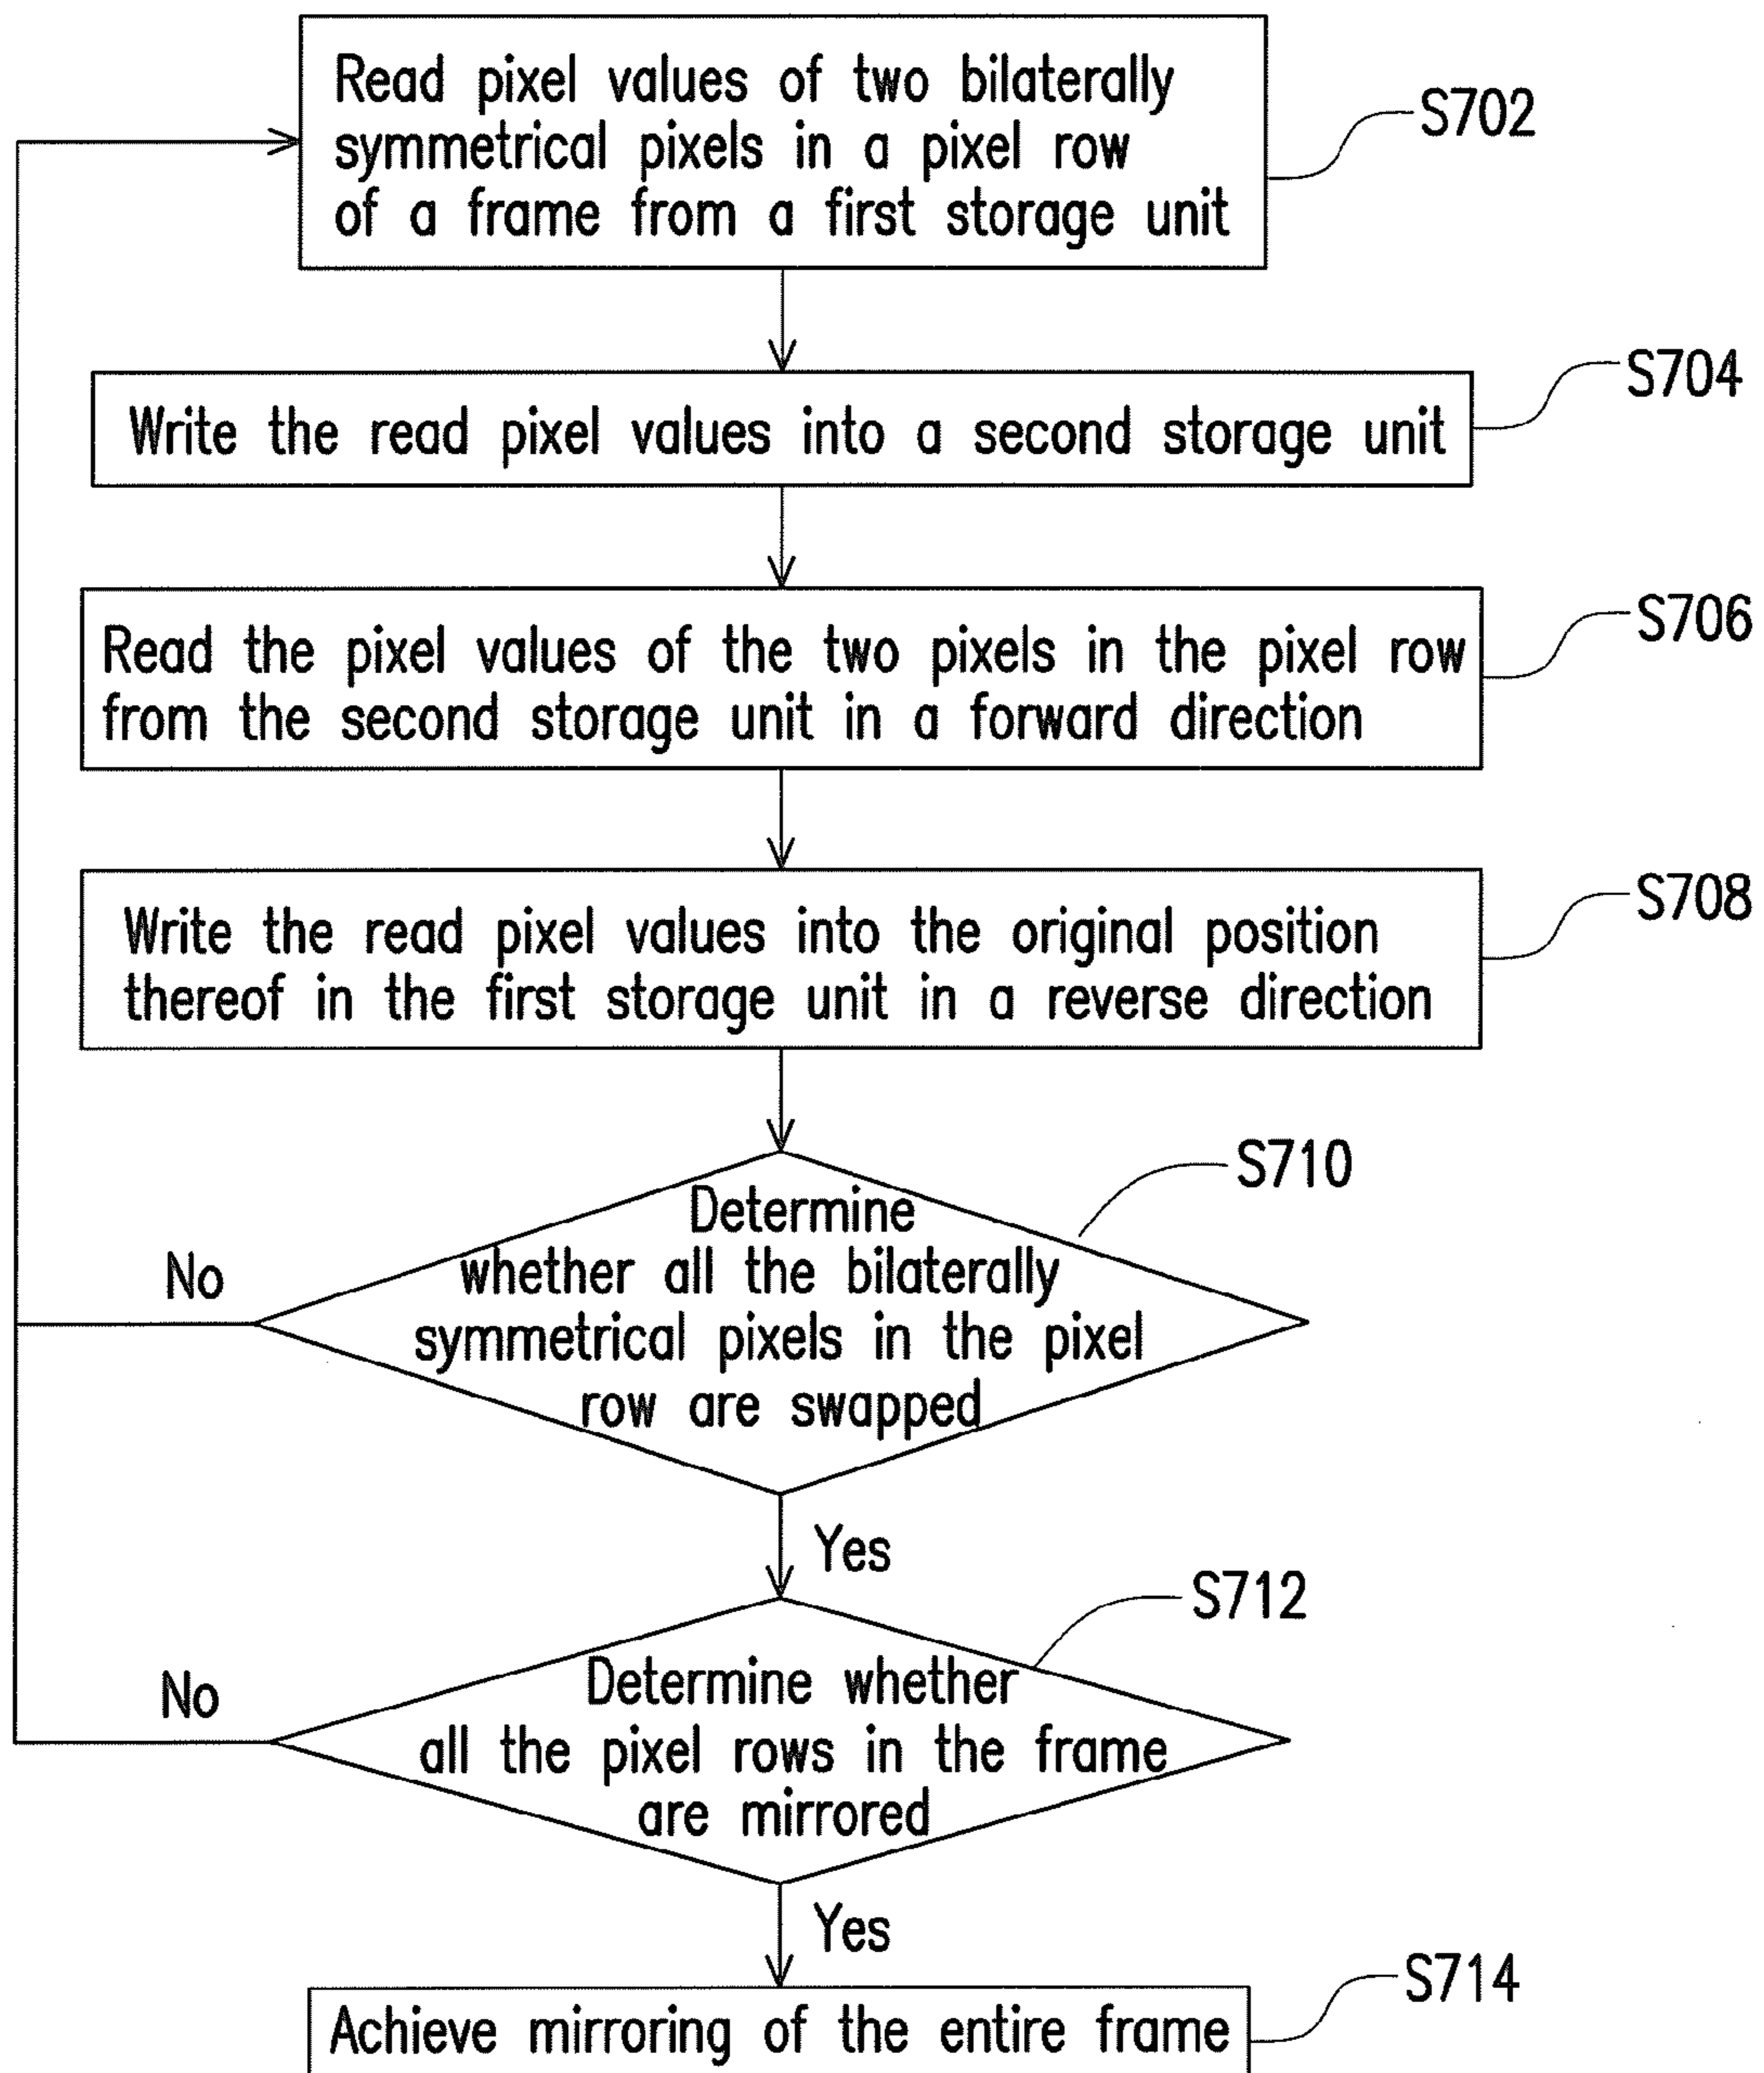 Read pixel values of two bilaterally
symmetrical pixels in a pixel row
of a frame from a first storage unit
S702
Write the read pixel values into a second storage unit
S704
Read the pixel values of the two pixels in the pixel row
from the second storage unit in a forward direction
S706
Write the read pixel values into the original position
thereof in the first storage unit in a reverse direction
S708
Determine
whether all the bilaterally
symmetrical pixels in the pixel
row are swapped
S710
No
Yes
Determine whether
all the pixel rows in the frame
are mirrored
S712
No
Yes
Achieve mirroring of the entire frame
S714